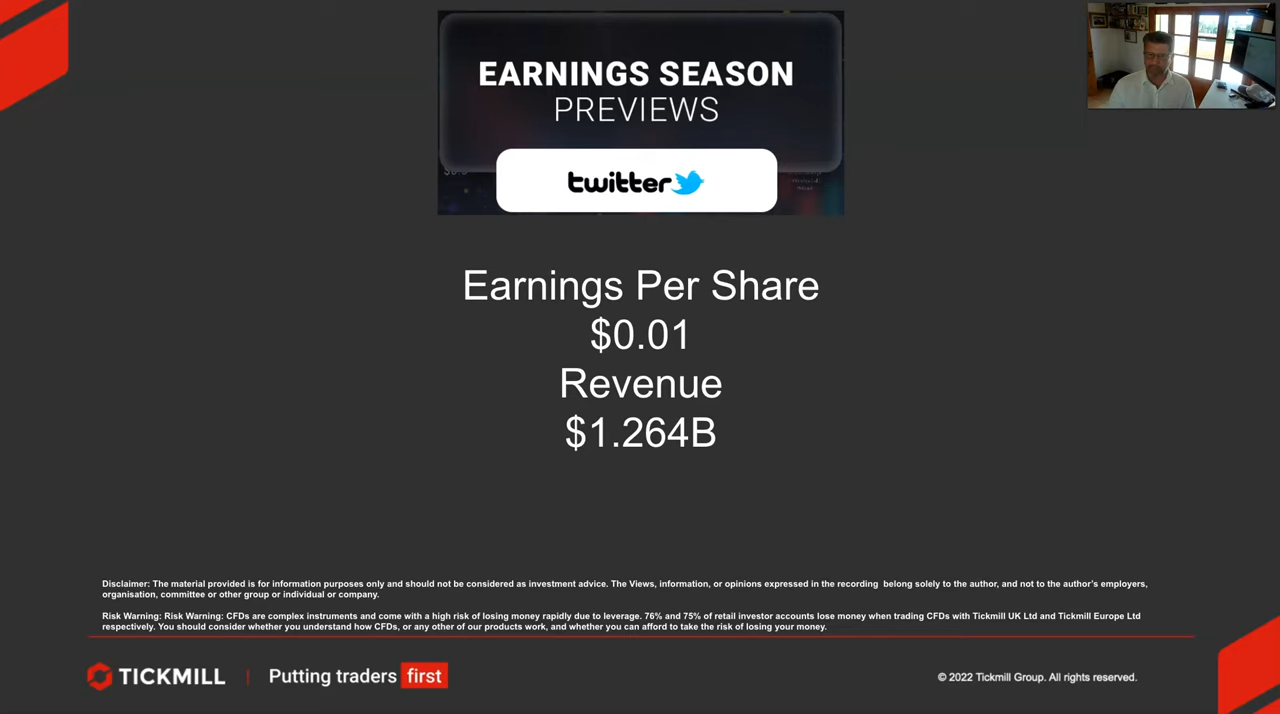 EARNINGS SEASON
PREVIEWS
twitter
Earnings Per Share
$0.01
Revenue
$1.264B
Disclaimer: The material provided is for information purposes only and should not be considered as investment advice. The Views, information, or opinions expressed in the recording belong solely to the author, and not to the author's employers,
organisation, committee or other group or individual or company.
Risk Warning: Risk Warning: CFDs are complex instruments and come with a high risk of losing money rapidly due to leverage. 76% and 75% of retail investor accounts lose money when trading CFDs with Tickmill UK Ltd and Tickmill Europe Ltd
respectively. You should consider whether you understand how CFDs, or any other of our products work, and whether you can afford to take the risk of losing your money.
TICKMILL | Putting traders first
© 2022 Tickmill Group. All rights reserved.